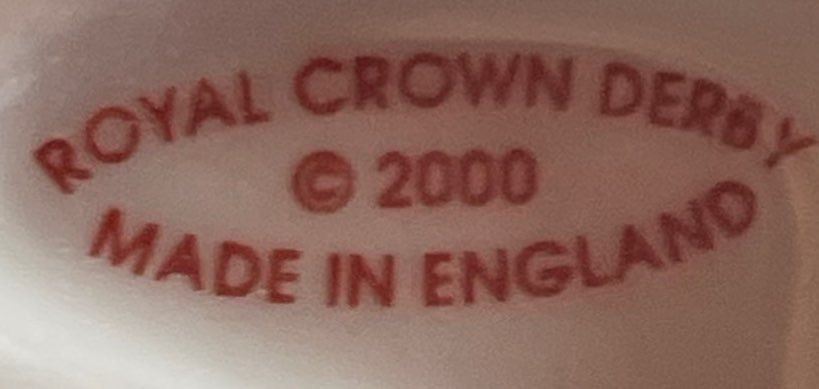 ROYAL CROWN DERBY
© 2000
MADE IN ENGLAND